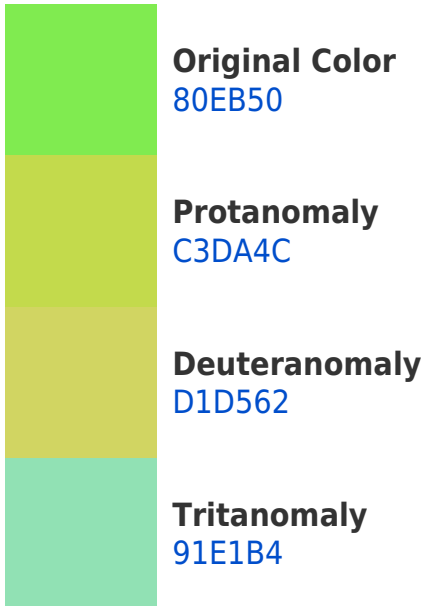 Original Color
80EB50
Protanomaly
C3DA4C
Deuteranomaly
D1D562
Tritanomaly
91E1B4